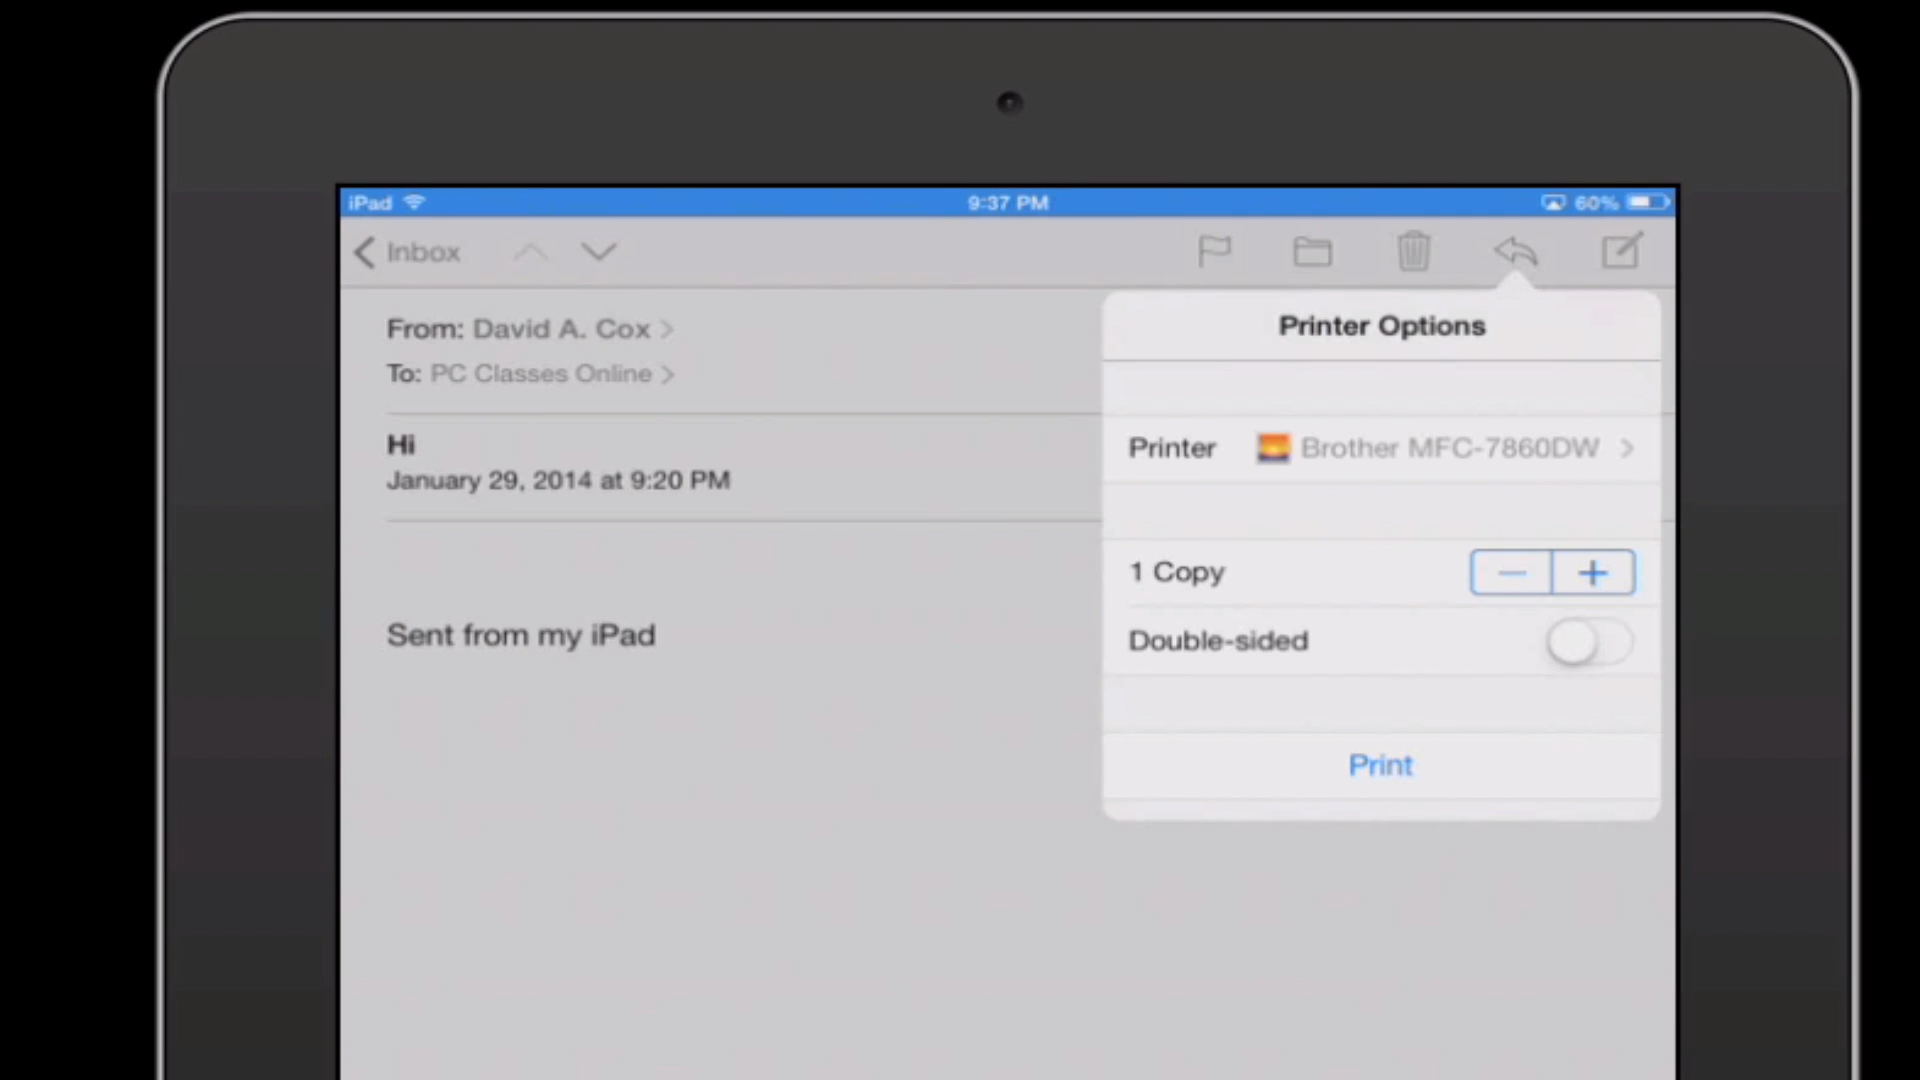 iPad
9:37 PM
60%
Inbox
From: David A. Cox
To: PC Classes Online
Hi
January 29, 2014 at 9:20 PM
Sent from my iPad
Printer Options
Printer Brother MFC-7860DW
1 Copy
Double-sided
Print